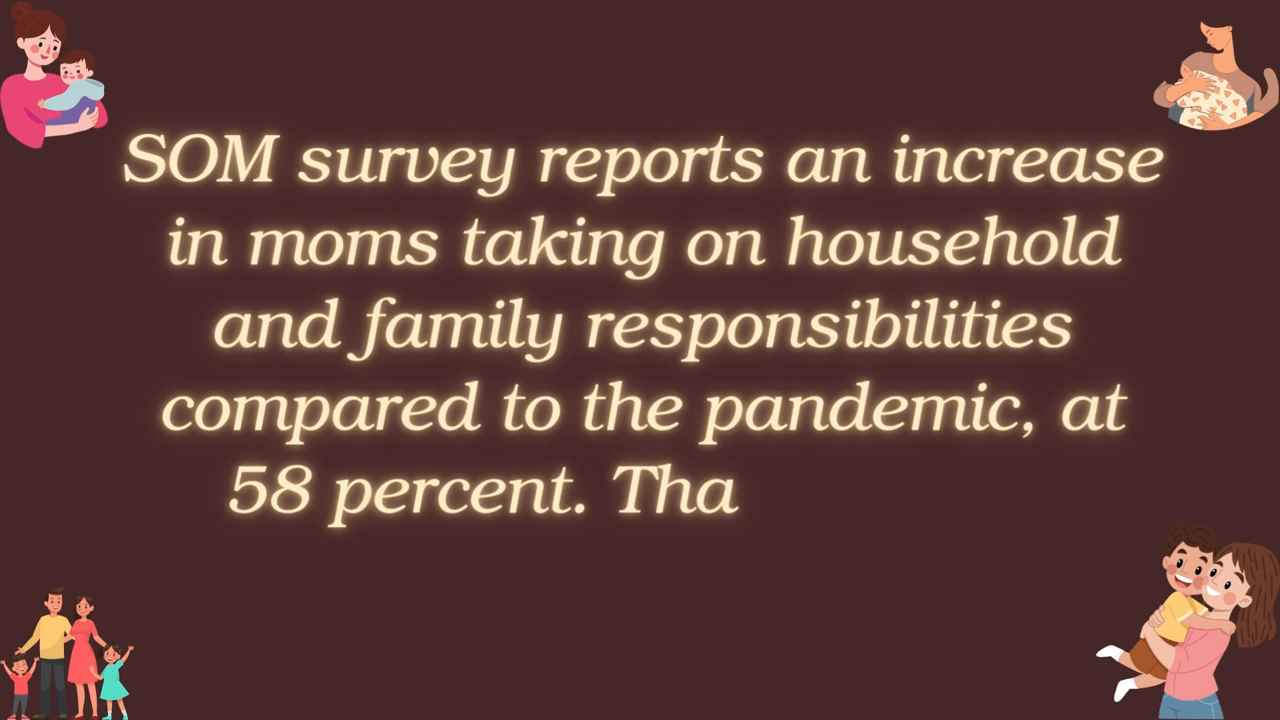 SOM survey reports an increase
in moms taking on household
and family responsibilities
compared to the pandemic, at
58 percent. Tha